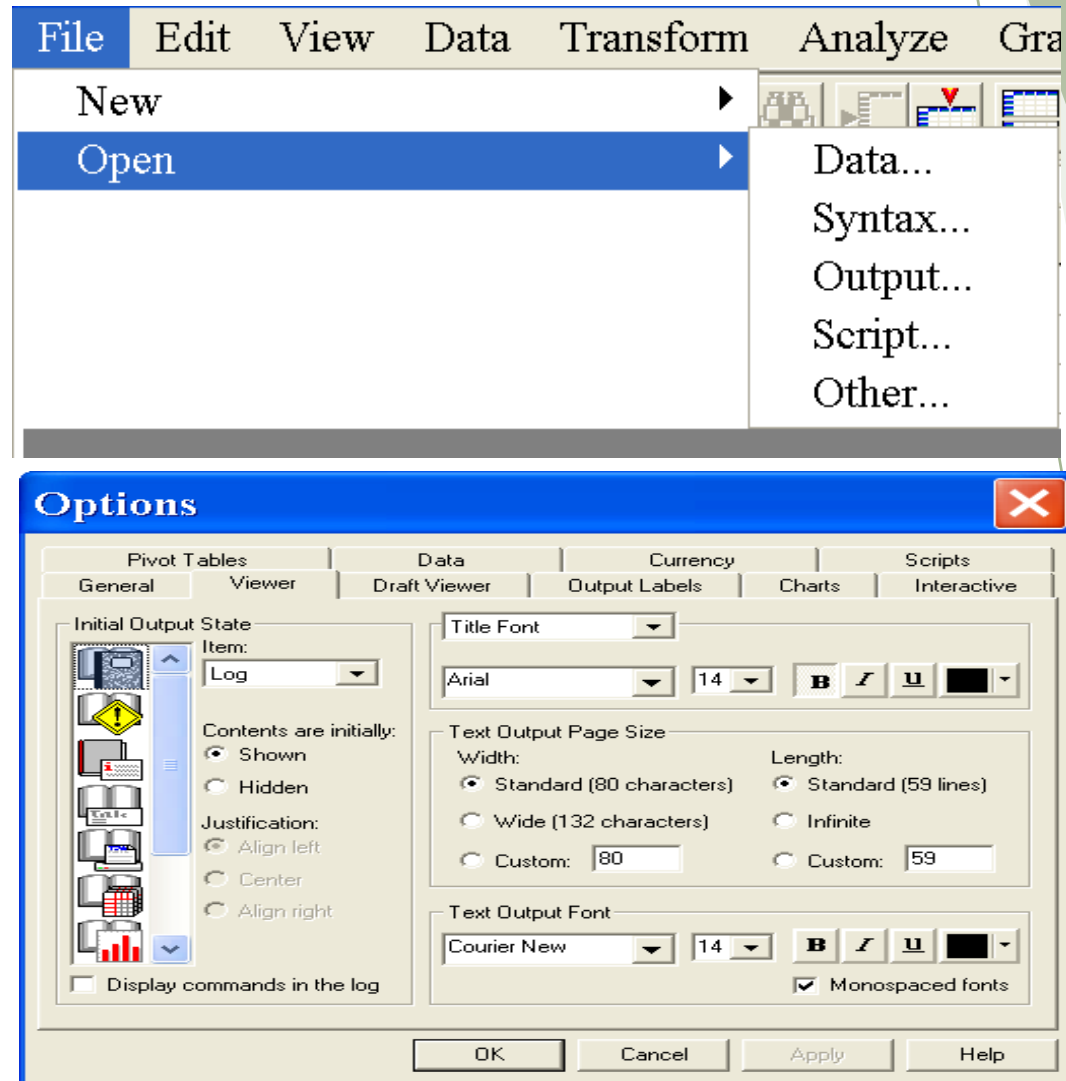 File Edit View Data Transform Analyze Gra
New
Open
Data...
Syntax...
Output...
Script...
Other...
Options
Pivot Tables Data Currency Scripts
General Viewer Draft Viewer Output Labels Charts Interactive
Initial Output State
Item:
Log
Contents are initially:
Shown
Hidden
Justification:
Align left
Center
Align right
Display commands in the log
Title Font
Arial 14 B I U
Text Output Page Size
Width: Length:
Standard (80 characters) Standard (59 lines)
Wide (132 characters) Infinite
Custom: 80 Custom: 59
Text Output Font
Courier New 14 B I U
Monospaced fonts
OK Cancel Apply Help